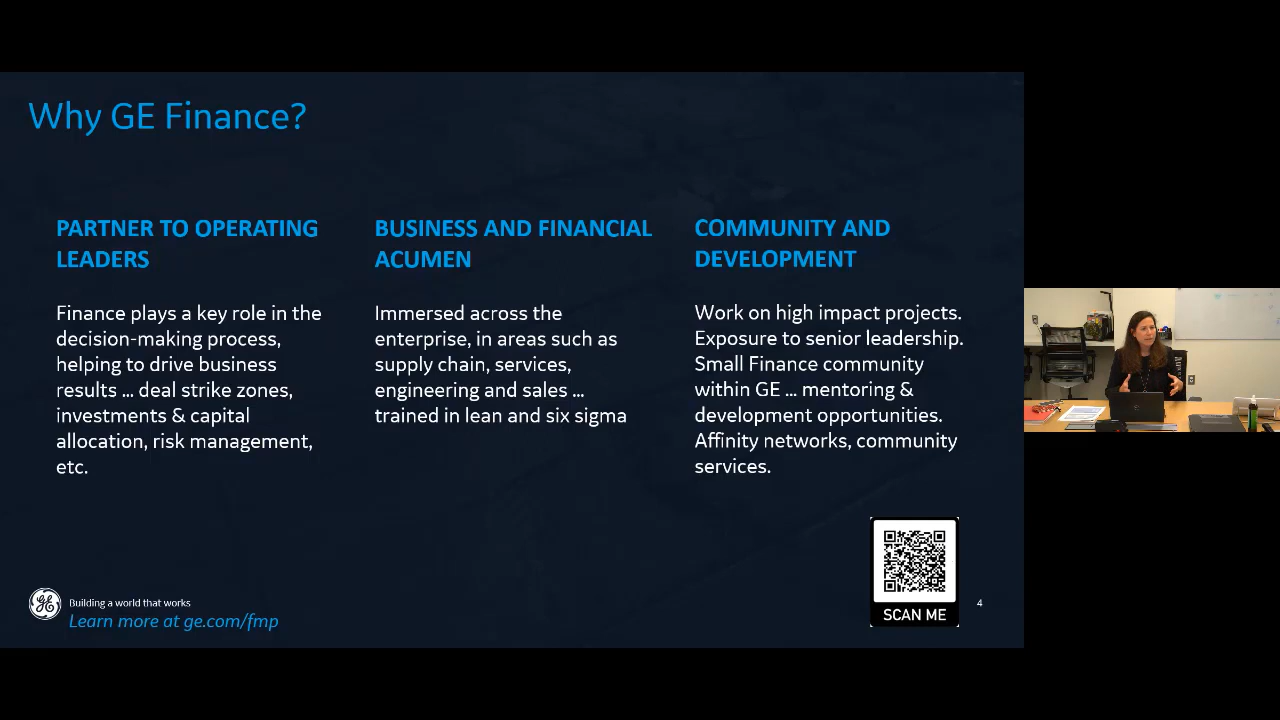 Why GE Finance?
PARTNER TO OPERATING
LEADERS
Finance plays a key role in the
decision-making process,
helping to drive business
results ... deal strike zones,
investments & capital
allocation, risk management,
etc.
BUSINESS AND FINANCIAL
ACUMEN
Immersed across the
enterprise, in areas such as
supply chain, services,
engineering and sales ...
trained in lean and six sigma
COMMUNITY AND
DEVELOPMENT
Work on high impact projects.
Exposure to senior leadership.
Small Finance community
within GE ... mentoring &
development opportunities.
Affinity networks, community
services.
SCAN ME
GE
Building a world that works
Learn more at ge.com/fmp
4